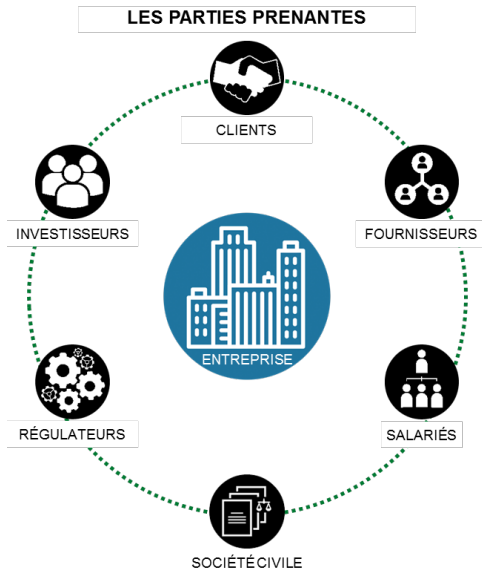 LES PARTIES PRENANTES
CLIENTS
INVESTISSEURS
FOURNISSEURS
ENTREPRISE
RÉGULATEURS
SALARIÉS
SOCIÉTÉ CIVILE